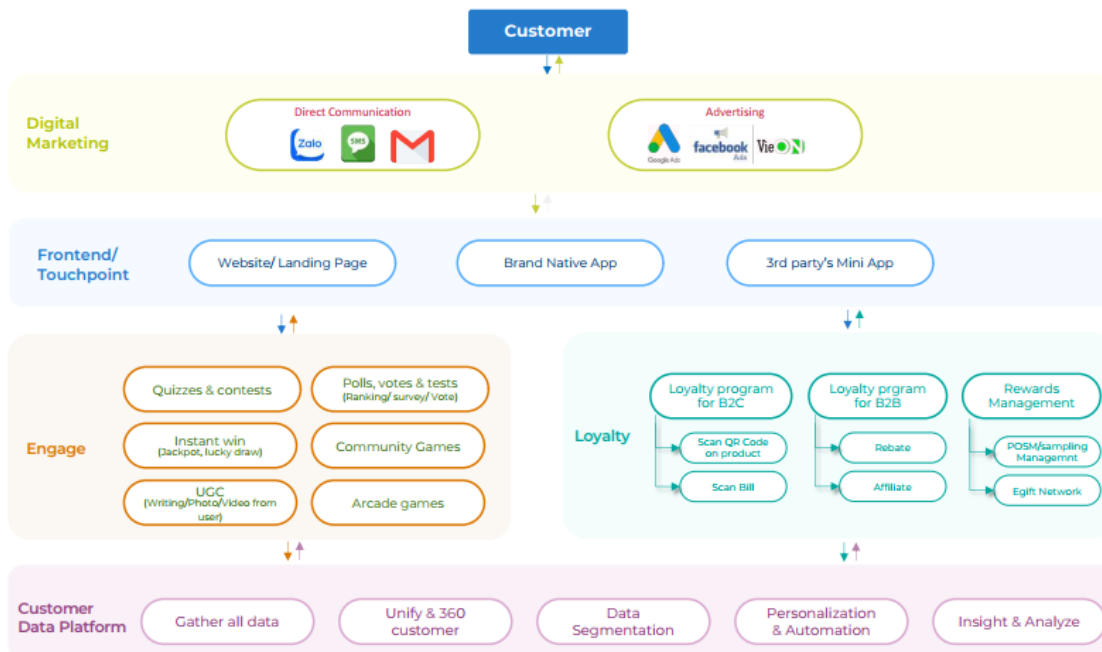 Customer
Digital
Marketing
Direct Communication
Zalo
SMS
Advertising
Google Ads
facebook
Ads
VieON
Frontend/
Touchpoint
Website/ Landing Page
Brand Native App
3rd party's Mini App
Engage
Quizzes & contests
Polls, votes & tests
(Ranking/ survey/ Vote)
Instant win
(Jackpot, lucky draw)
Community Games
UGC
(Writing/Photo/Video from
user)
Arcade games
Loyalty
Loyalty program
for B2C
Scan QR Code
on product
Scan Bill
Loyalty prgram
for B2B
Rebate
Affiliate
Rewards
Management
POSM/sampling
Managemnt
Egift Network
Customer
Data Platform
Gather all data
Unify & 360
customer
Data
Segmentation
Personalization
& Automation
Insight & Analyze